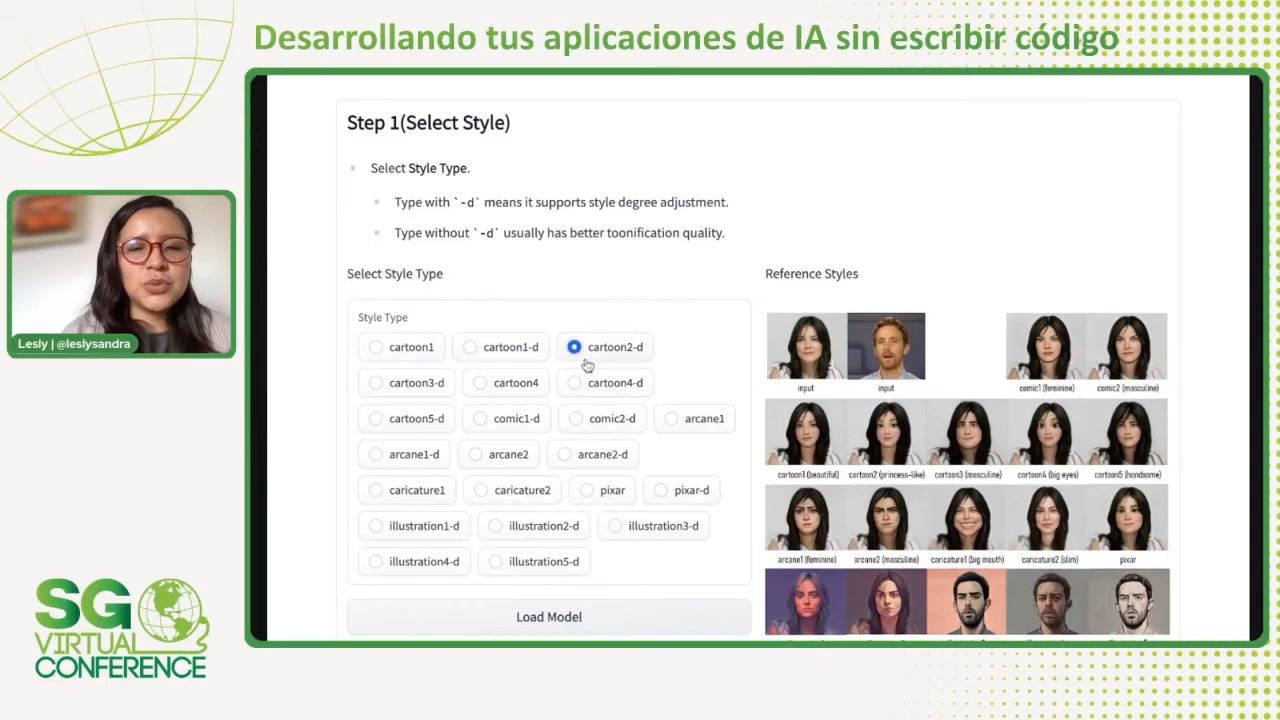 Desarrollando tus aplicaciones de IA sin escribir código
Step 1(Select Style)
Select Style Type.
Type with `-d` means it supports style degree adjustment.
Type without `-d` usually has better toonification quality.
Select Style Type
Reference Styles
Style Type
cartoon1 cartoon1-d cartoon2-d
cartoon3-d cartoon4 cartoon4-d
cartoon5-d comic1-d comic2-d arcane1
arcane1-d arcane2 arcane2-d
caricature1 caricature2 pixar pixar-d
illustration1-d illustration2-d illustration3-d
illustration4-d illustration5-d
Load Model
input input comic1 (feminine) comic2 (masculine)
cartoon1 (beautiful) cartoon2 (princess-like) cartoon3 (masculine) cartoon4 (big eyes) cartoon5 (handsome)
arcane1 (feminine) arcane2 (masculine) caricature1 (big mouth) caricature2 (slim) pixar
Lesly | @leslysandra
SG
VIRTUAL
CONFERENCE